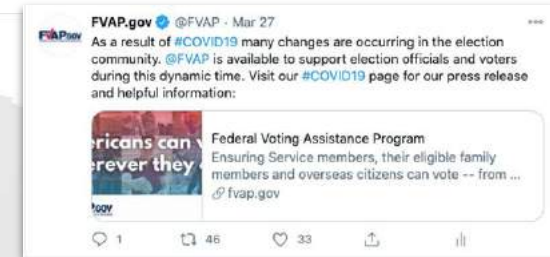 FVAP.gov @FVAP · Mar 27
As a result of #COVID19 many changes are occurring in the election
community. @FVAP is available to support election officials and voters
during this dynamic time. Visit our #COVID19 page for our press release
and helpful information:
ricans can
rever they
Federal Voting Assistance Program
Ensuring Service members, their eligible family
members and overseas citizens can vote -- from ...
fvap.gov
1 46 33